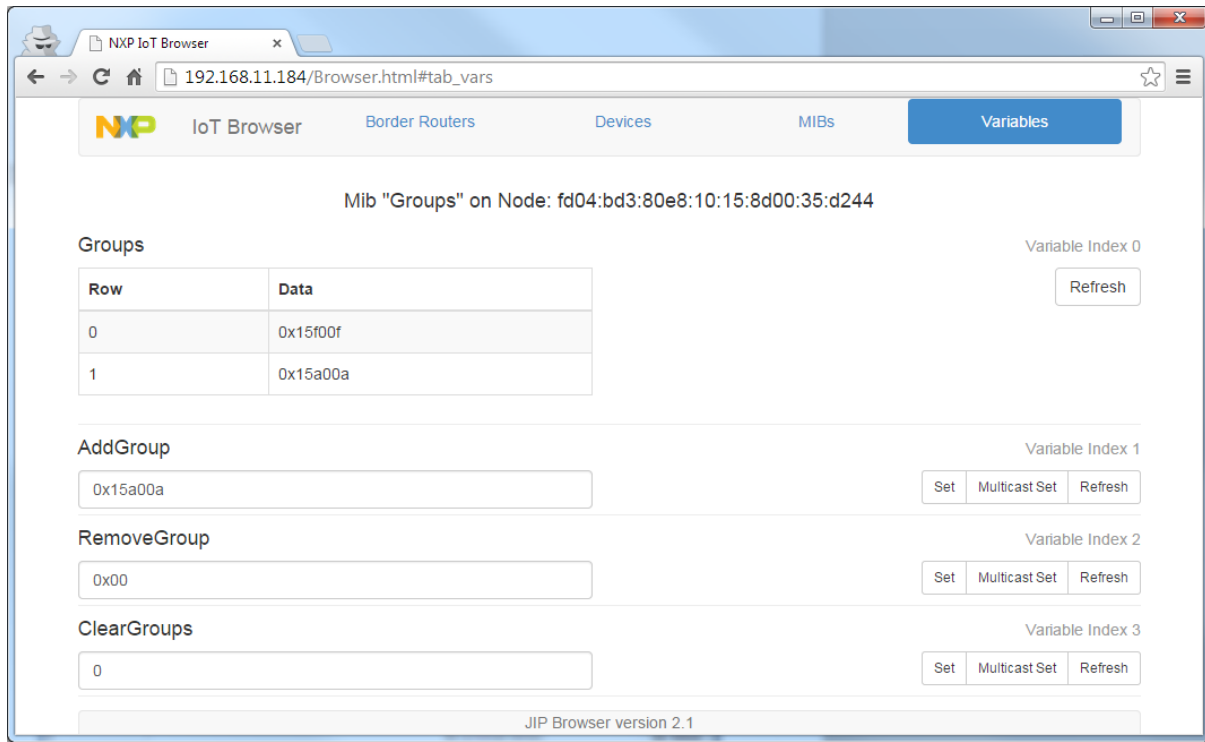 NXP IoT Browser
192.168.11.184/Browser.html#tab_vars
NXP IoT Browser Border Routers Devices MIBs Variables
Mib "Groups" on Node: fd04:bd3:80e8:10:15:8d00:35:d244
Groups Variable Index 0
Row Data Refresh
0 0x15f00f
1 0x15a00a
AddGroup Variable Index 1
0x15a00a Set Multicast Set Refresh
RemoveGroup Variable Index 2
0x00 Set Multicast Set Refresh
ClearGroups Variable Index 3
0 Set Multicast Set Refresh
JIP Browser version 2.1